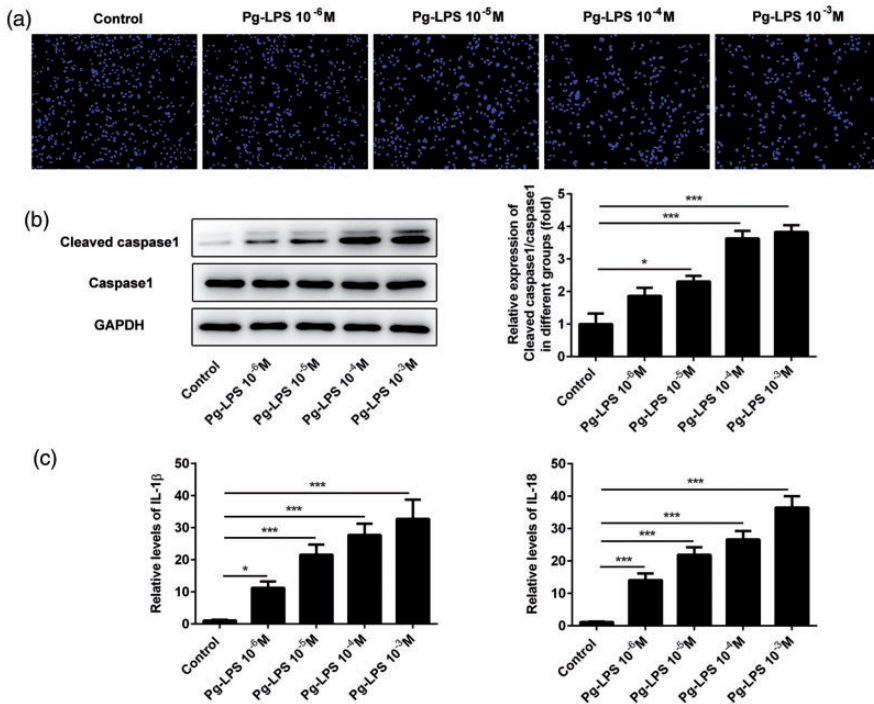 (a)
Control
Pg-LPS 10⁻⁶M
Pg-LPS 10⁻⁵M
Pg-LPS 10⁻⁴M
Pg-LPS 10⁻³M
(b)
Cleaved caspase1
Caspase1
GAPDH
Control
Pg-LPS 10⁻⁶M
Pg-LPS 10⁻⁵M
Pg-LPS 10⁻⁴M
Pg-LPS 10⁻³M
Relative expression of
Cleaved caspase1/caspase1
in different groups (fold)
5
4
3
2
1
0
***
***
*
Control
Pg-LPS 10⁻⁶M
Pg-LPS 10⁻⁵M
Pg-LPS 10⁻⁴M
Pg-LPS 10⁻³M
(c)
Relative levels of IL-1β
50
40
30
20
10
0
***
***
***
*
Control
Pg-LPS 10⁻⁶M
Pg-LPS 10⁻⁵M
Pg-LPS 10⁻⁴M
Pg-LPS 10⁻³M
Relative levels of IL-18
50
40
30
20
10
0
***
***
***
***
Control
Pg-LPS 10⁻⁶M
Pg-LPS 10⁻⁵M
Pg-LPS 10⁻⁴M
Pg-LPS 10⁻³M